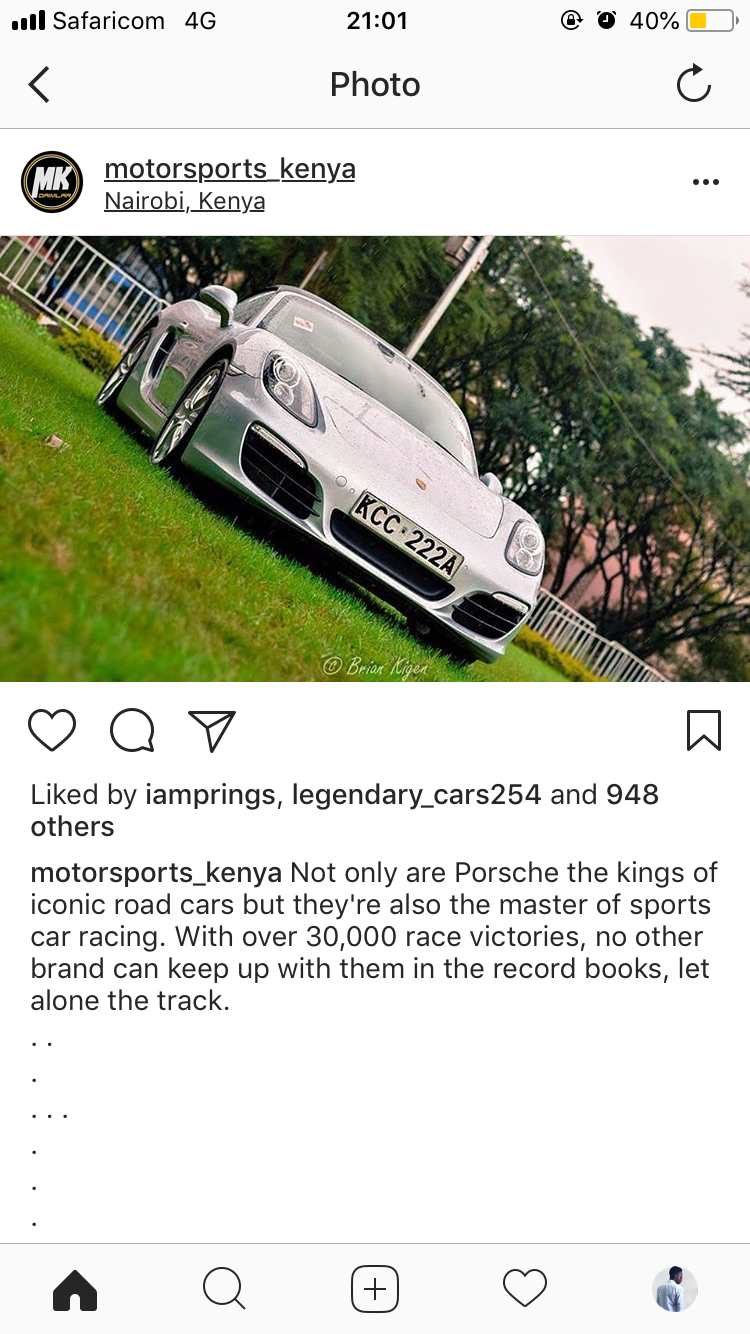 Safaricom 4G 21:01 40%
Photo
MK
motorsports_kenya
Nairobi, Kenya
KCC·222A
© Brian Kigen
Liked by iamprings, legendary_cars254 and 948
others
motorsports_kenya Not only are Porsche the kings of
iconic road cars but they're also the master of sports
car racing. With over 30,000 race victories, no other
brand can keep up with them in the record books, let
alone the track.
. .
.
. . .
.
.
.